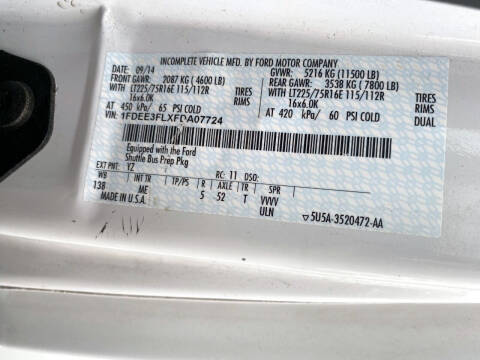 INCOMPLETE VEHICLE MFD. BY FORD MOTOR COMPANY
DATE: 09/14 GVWR: 5216 KG (11500 LB)
FRONT GAWR: 2087 KG (4600 LB) REAR GAWR: 3538 KG (7800 LB)
WITH LT225/75R16E 115/112R TIRES WITH LT225/75R16E 115/112R TIRES
16x6.0K RIMS 16x6.0K RIMS
AT 450 kPa/ 65 PSI COLD AT 420 kPa/ 60 PSI COLD DUAL
VIN: 1FDEE3FLXFDA07724
Equipped with the Ford
Shuttle Bus Prep Pkg
EXT PNT: YZ RC: 11 DSO:
WB INT TR TP/PS R AXLE TR SPR
138 ME 5 52 T VVVV
MADE IN U.S.A. ULN
▽5U5A-3520472-AA